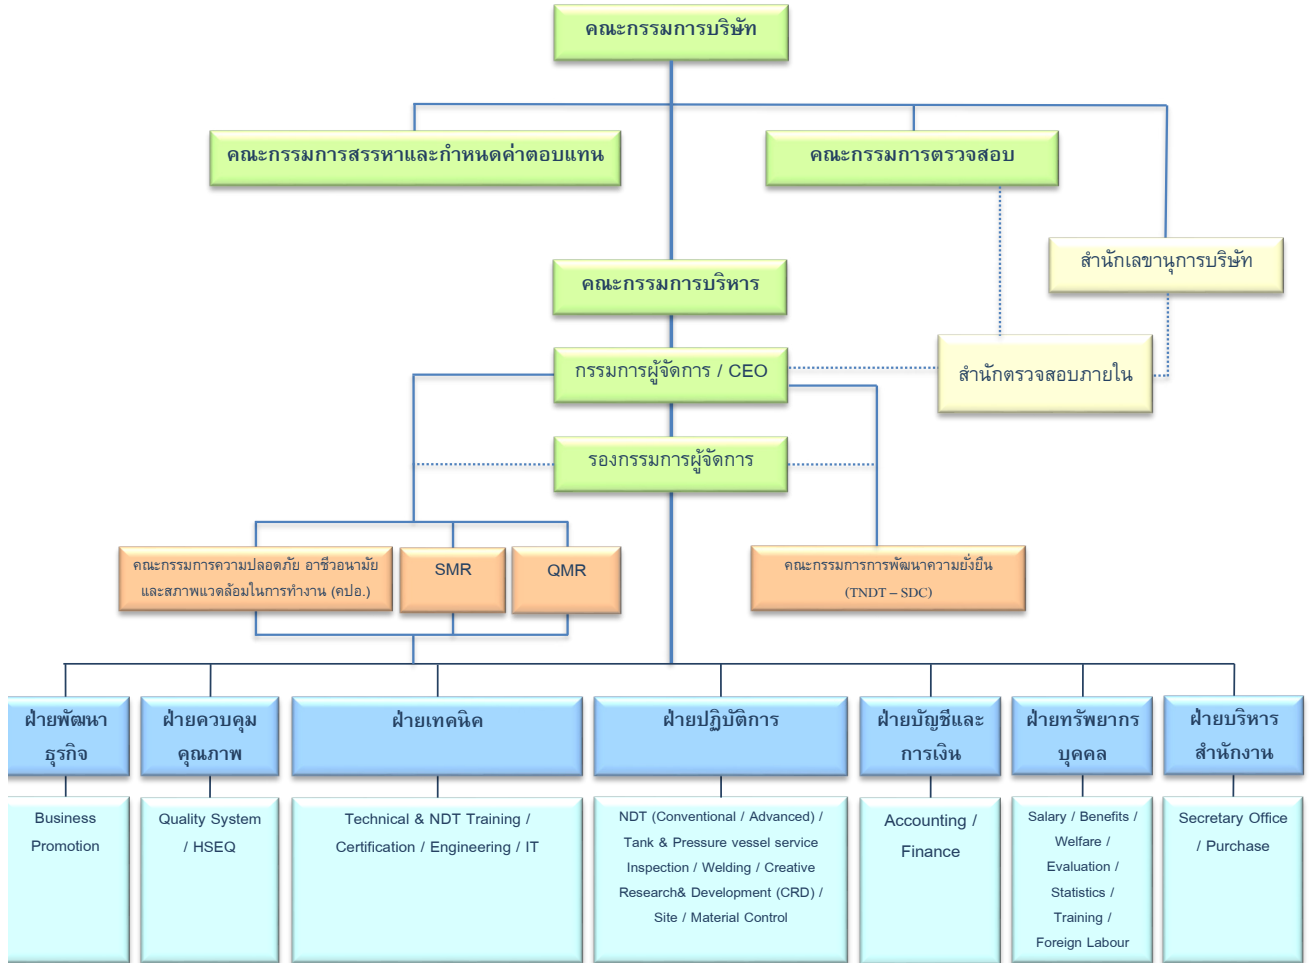 คณะกรรมการบริษัท
คณะกรรมการสรรหาและกำหนดค่าตอบแทน
คณะกรรมการตรวจสอบ
สำนักเลขานุการบริษัท
คณะกรรมการบริหาร
กรรมการผู้จัดการ / CEO
สำนักตรวจสอบภายใน
รองกรรมการผู้จัดการ
คณะกรรมการความปลอดภัย อาชีวอนามัย
และสภาพแวดล้อมในการทำงาน (คปอ.)
SMR
QMR
คณะกรรมการการพัฒนาความยั่งยืน
(TNDT – SDC)
ฝ่ายพัฒนา
ธุรกิจ
ฝ่ายควบคุม
คุณภาพ
ฝ่ายเทคนิค
ฝ่ายปฏิบัติการ
ฝ่ายบัญชีและ
การเงิน
ฝ่ายทรัพยากร
บุคคล
ฝ่ายบริหาร
สำนักงาน
Business
Promotion
Quality System
/ HSEQ
Technical & NDT Training /
Certification / Engineering / IT
NDT (Conventional / Advanced) /
Tank & Pressure vessel service
Inspection / Welding / Creative
Research& Development (CRD) /
Site / Material Control
Accounting /
Finance
Salary / Benefits /
Welfare /
Evaluation /
Statistics /
Training /
Foreign Labour
Secretary Office
/ Purchase